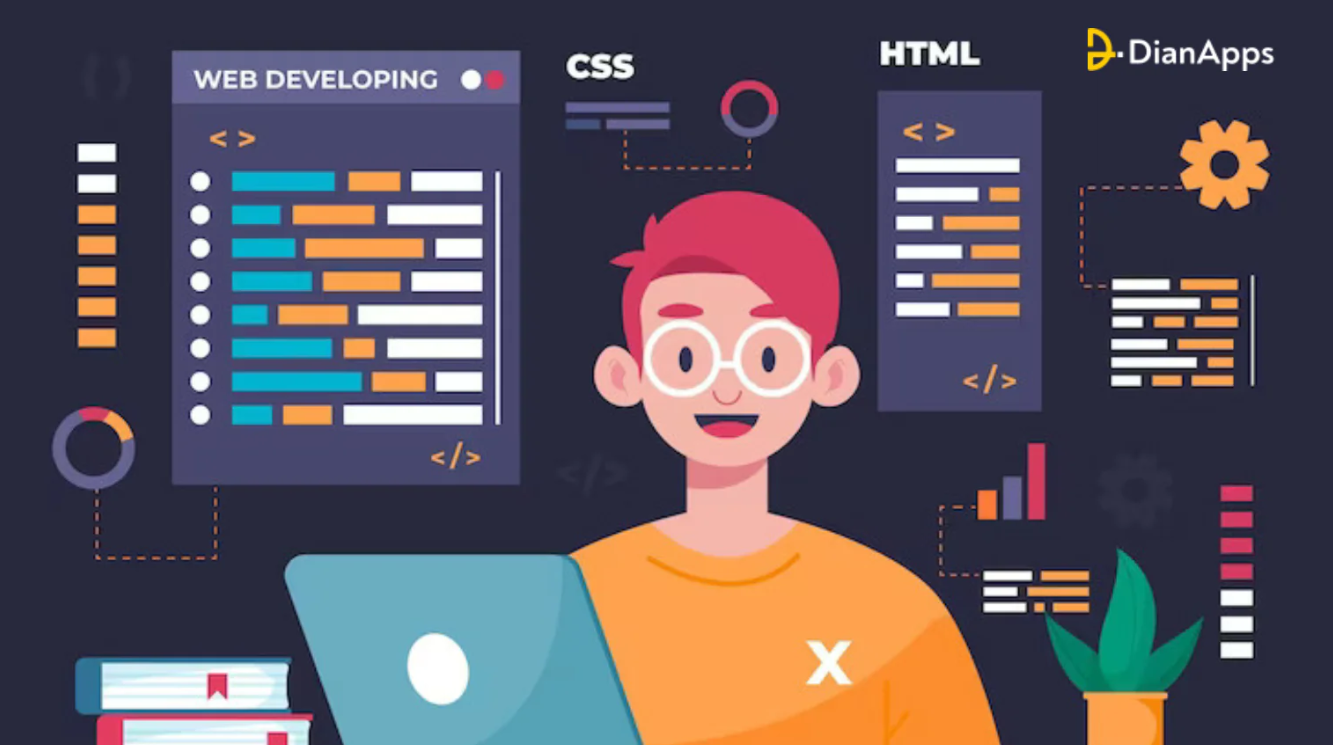 WEB DEVELOPING
< >
</>
CSS
HTML
< >
</>
DianApps
{ }
</>
X